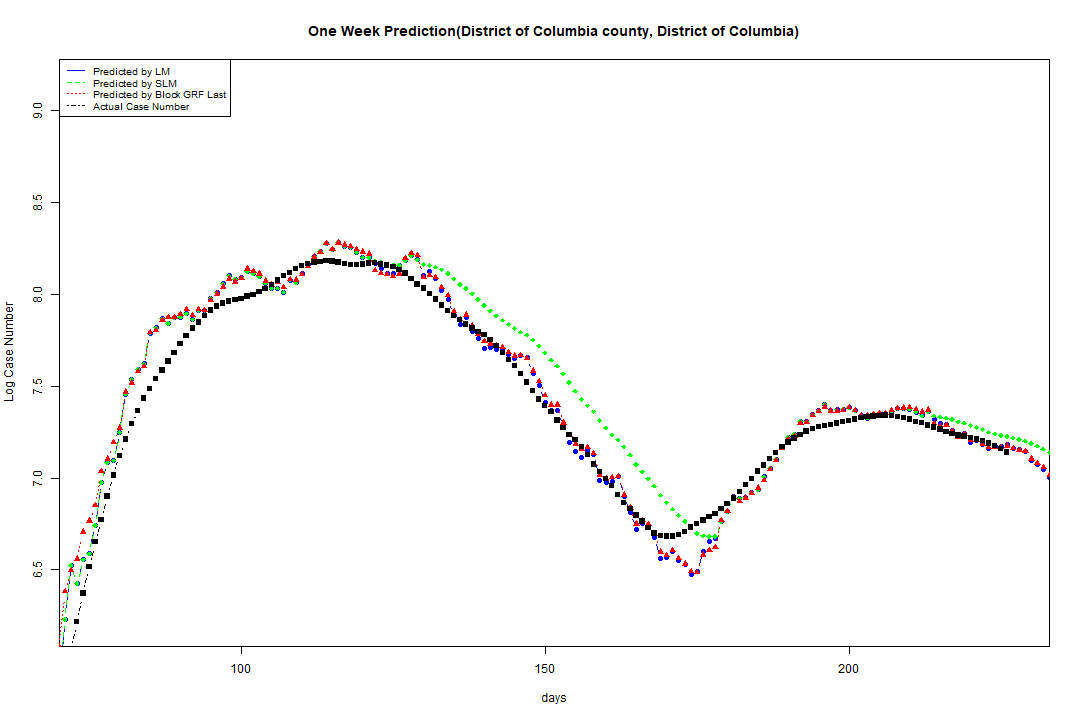 One Week Prediction(District of Columbia county, District of Columbia)
Predicted by LM
Predicted by SLM
Predicted by Block GRF Last
Actual Case Number
Log Case Number
9.0
8.5
8.0
7.5
7.0
6.5
100
150
200
days